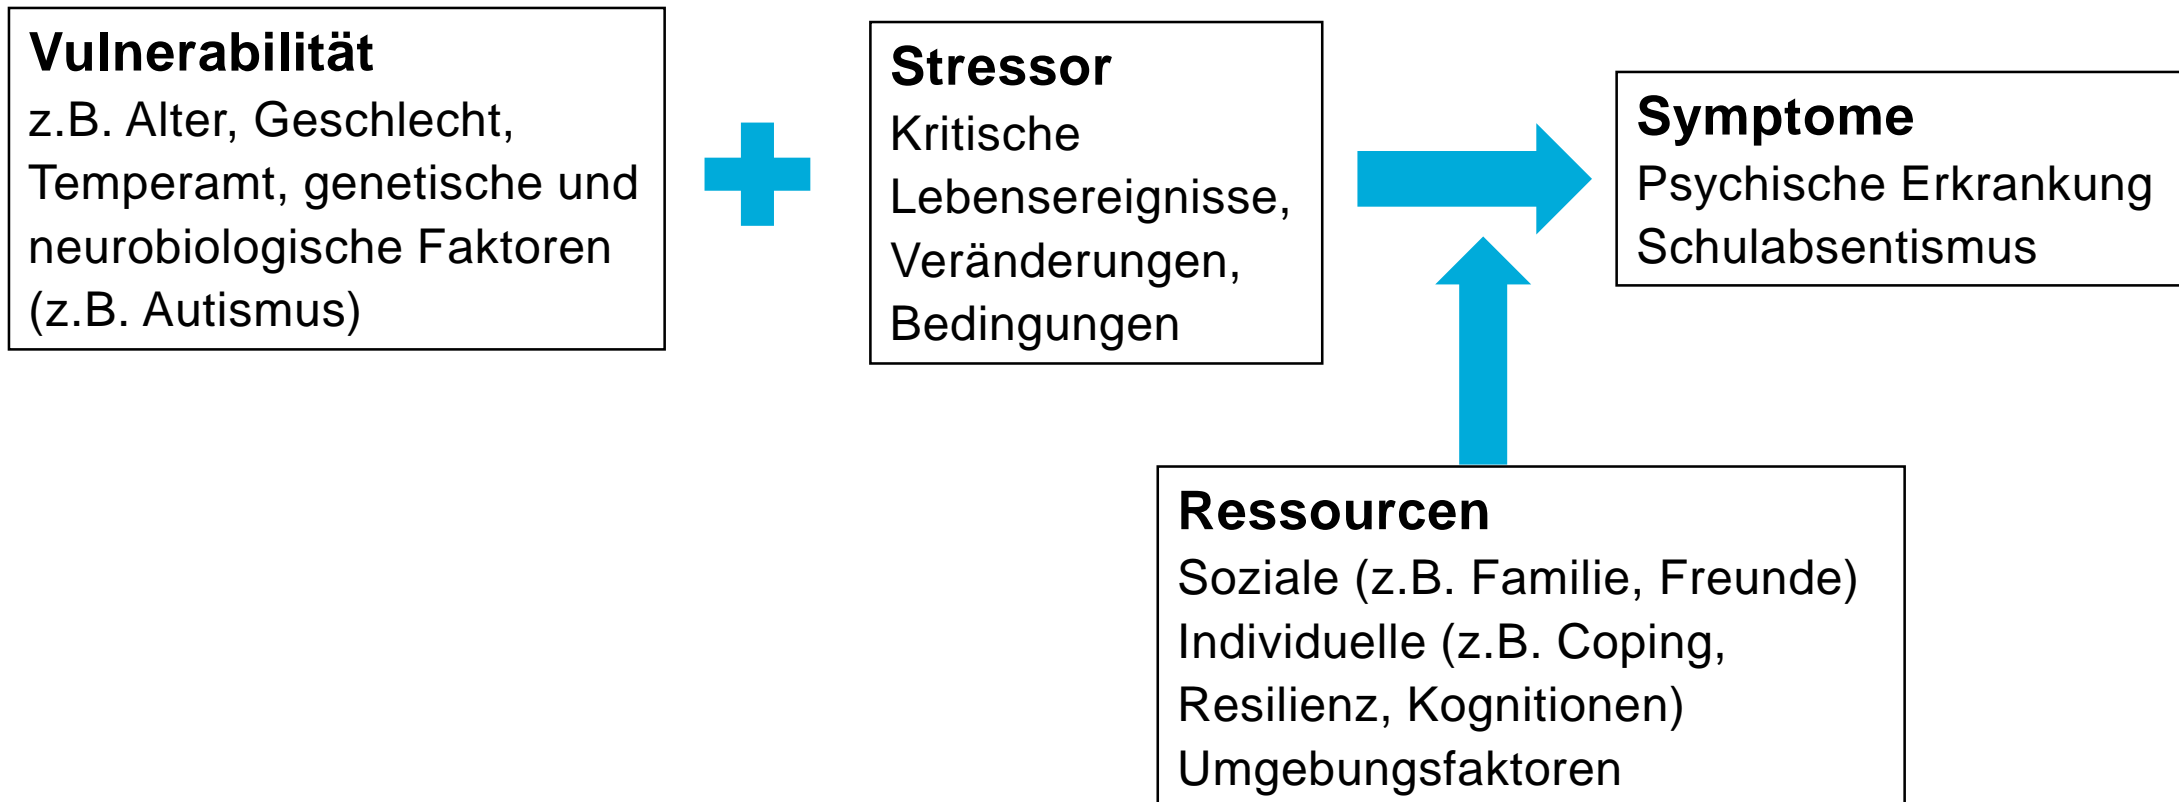 Vulnerabilität
z.B. Alter, Geschlecht,
Temperamt, genetische und
neurobiologische Faktoren
(z.B. Autismus)
Stressor
Kritische
Lebensereignisse,
Veränderungen,
Bedingungen
Symptome
Psychische Erkrankung
Schulabsentismus
Ressourcen
Soziale (z.B. Familie, Freunde)
Individuelle (z.B. Coping,
Resilienz, Kognitionen)
Umgebungsfaktoren